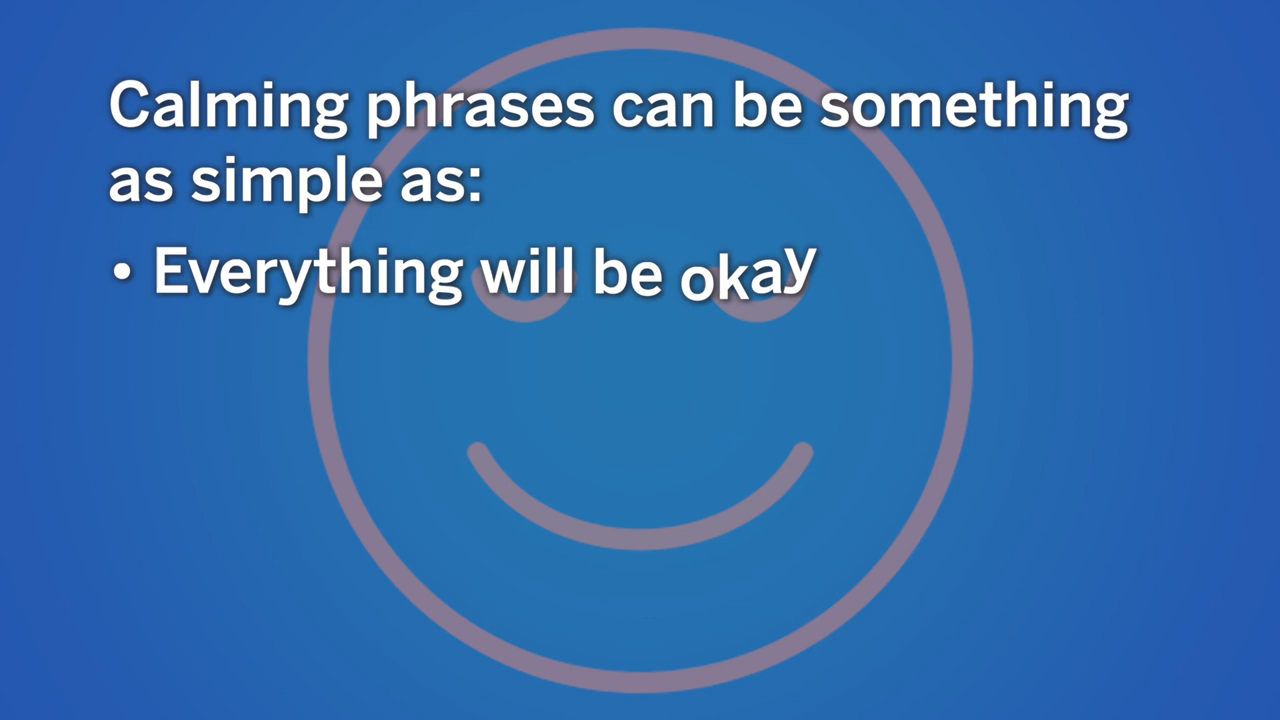 Calming phrases can be something
as simple as:
• Everything will be okay